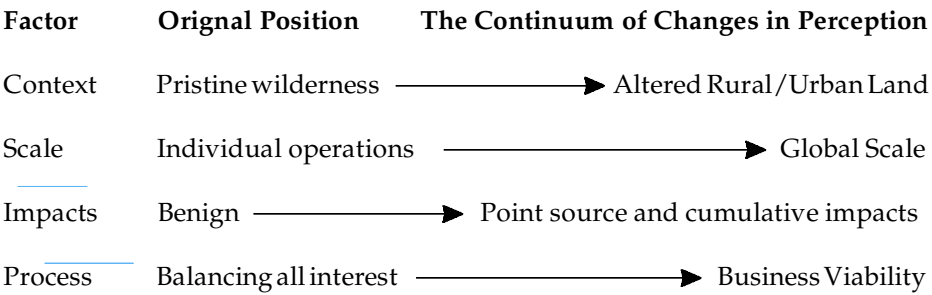 Factor Orignal Position The Continuum of Changes in Perception
Context Pristine wilderness Altered Rural/Urban Land
Scale Individual operations Global Scale
Impacts Benign Point source and cumulative impacts
Process Balancing all interest Business Viability